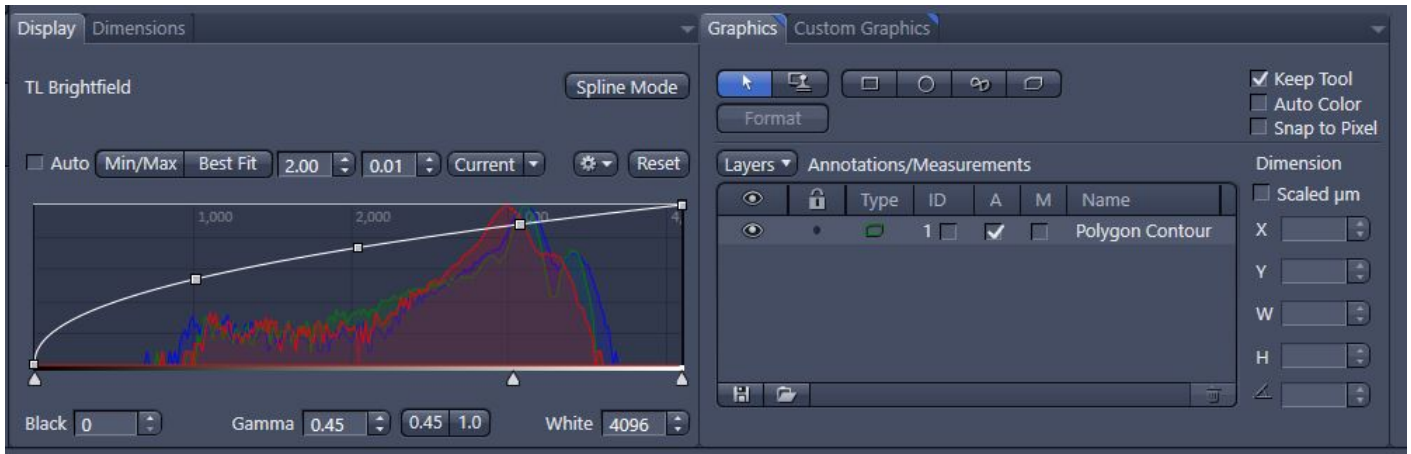 Display Dimensions
TL Brightfield
Spline Mode
Auto Min/Max Best Fit 2.00 0.01 Current Reset
1,000 2,000 4,
Black 0 Gamma 0.45 0.45 1.0 White 4096
Graphics Custom Graphics
Keep Tool
Auto Color
Snap to Pixel
Format
Layers Annotations/Measurements
Type ID A M Name
1 Polygon Contour
Dimension
Scaled µm
X
Y
W
H